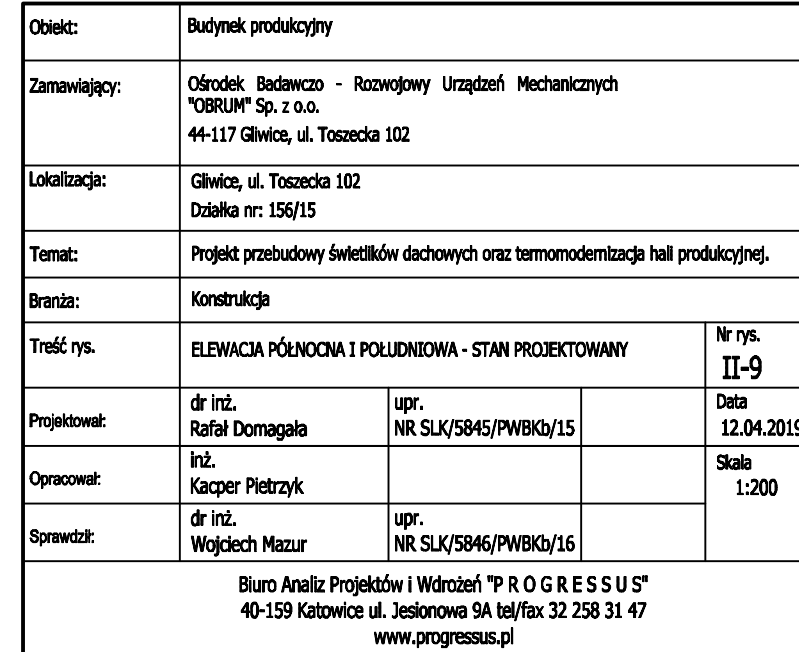 Obiekt: Budynek produkcyjny
Zamawiający: Ośrodek Badawczo - Rozwojowy Urządzeń Mechanicznych
"OBRUM" Sp. z o.o.
44-117 Gliwice, ul. Toszecka 102
Lokalizacja: Gliwice, ul. Toszecka 102
Działka nr: 156/15
Temat: Projekt przebudowy świetlików dachowych oraz termomodernizacja hali produkcyjnej.
Branża: Konstrukcja
Treść rys. ELEWACJA PÓŁNOCNA I POŁUDNIOWA - STAN PROJEKTOWANY
Nr rys.
II-9
Projektował: dr inż.
Rafał Domagała
upr.
NR SLK/5845/PWBKb/15
Data
12.04.2019
Opracował: inż.
Kacper Pietrzyk
Skala
1:200
Sprawdził: dr inż.
Wojciech Mazur
upr.
NR SLK/5846/PWBKb/16
Biuro Analiz Projektów i Wdrożeń "P R O G R E S S U S"
40-159 Katowice ul. Jesionowa 9A tel/fax 32 258 31 47
www.progressus.pl